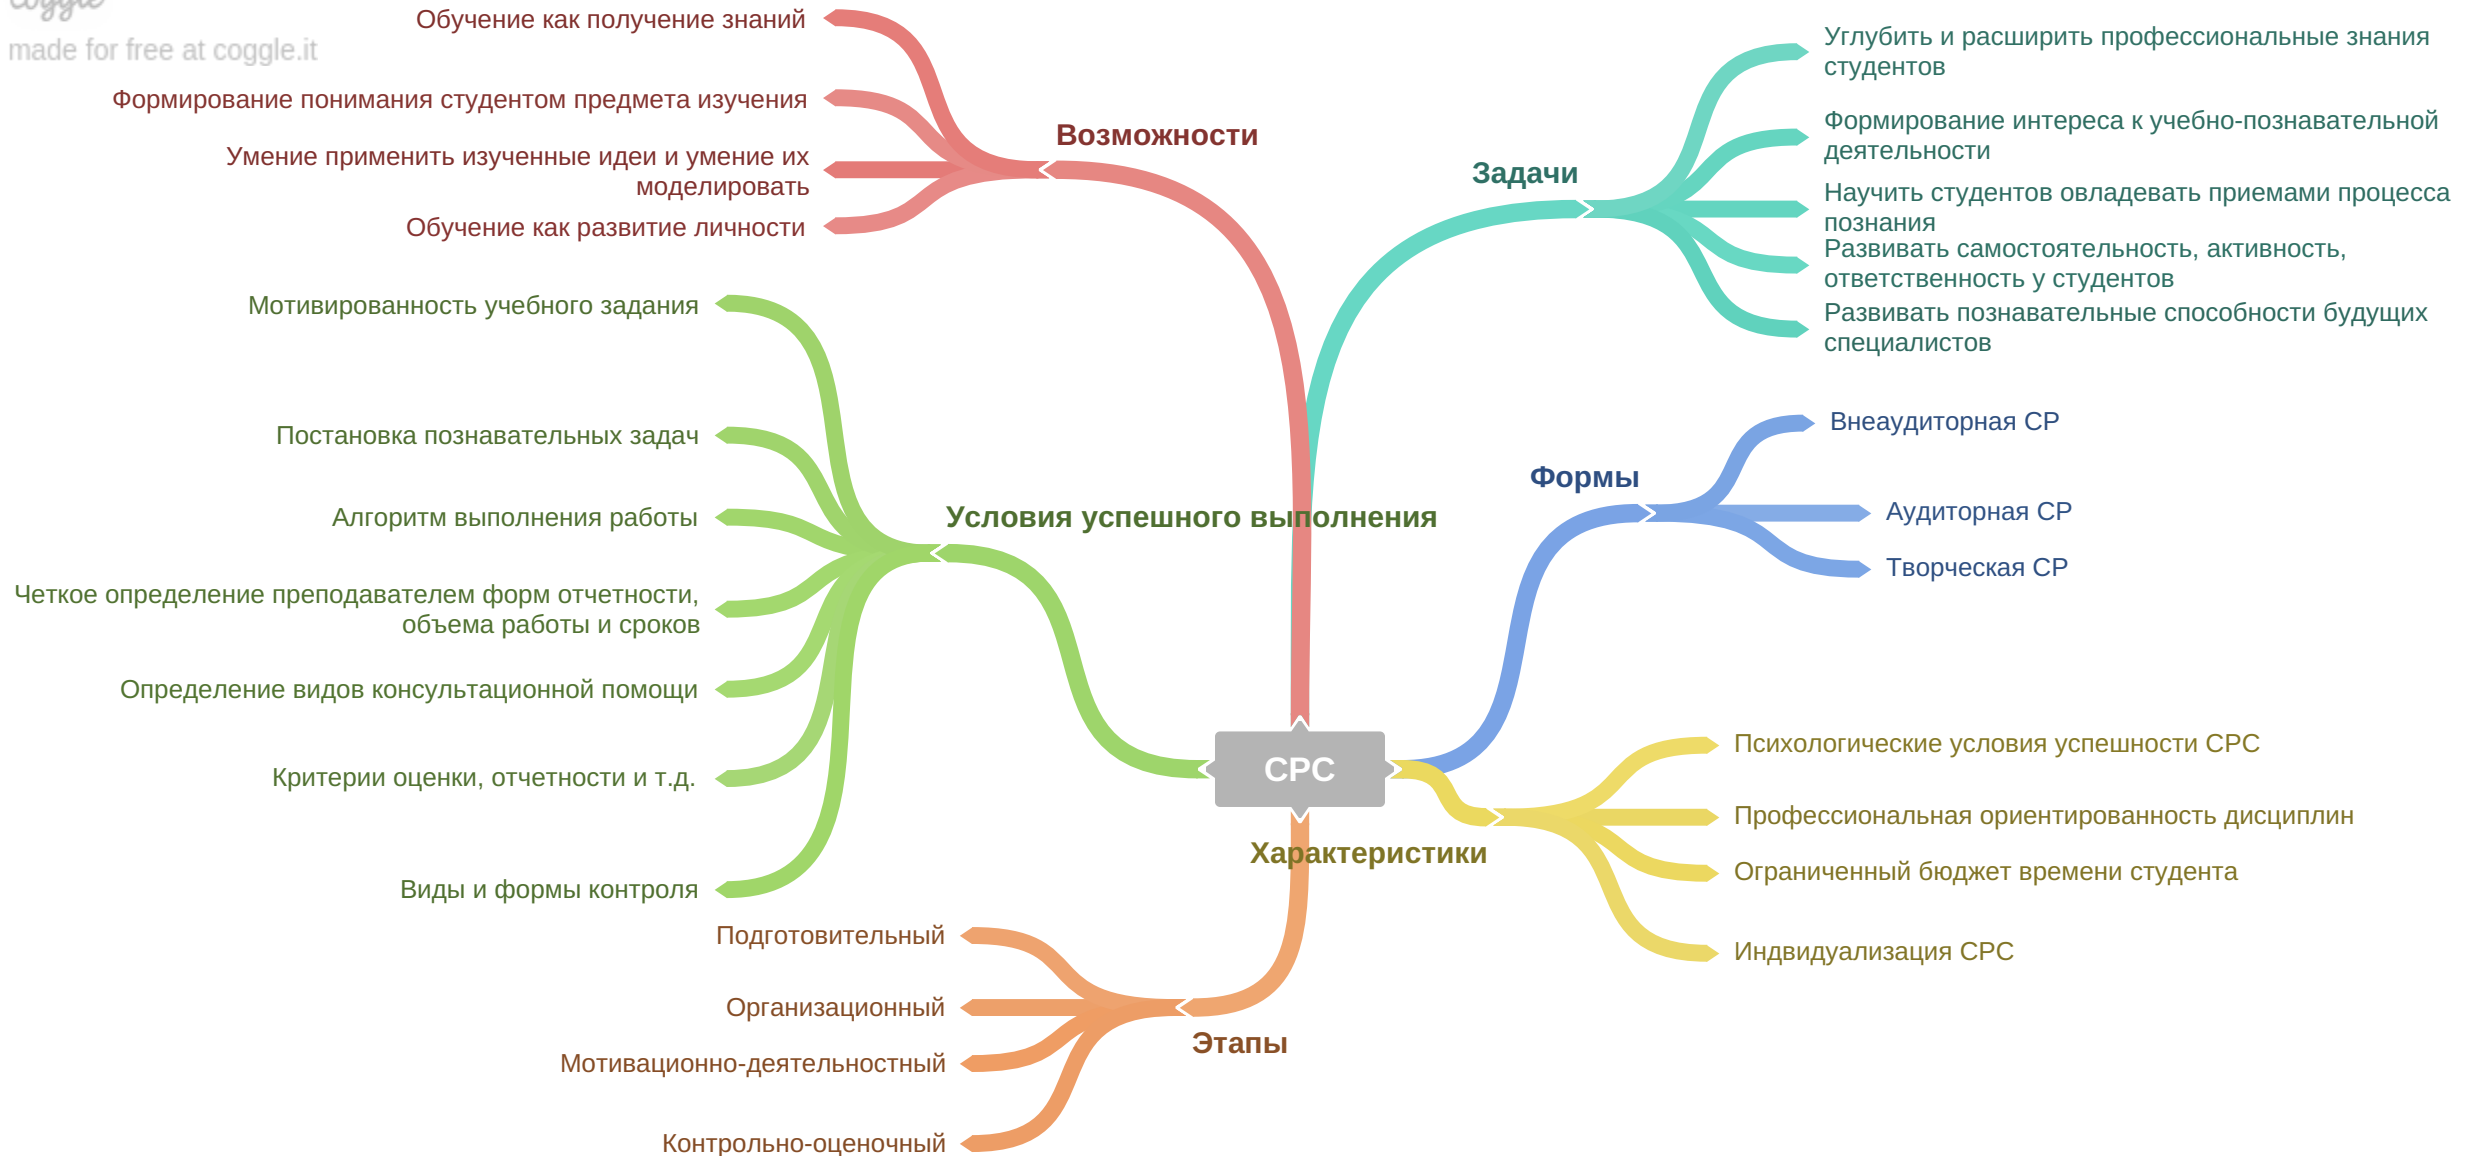 coggle
made for free at coggle.it
Обучение как получение знаний
Формирование понимания студентом предмета изучения
Умение применить изученные идеи и умение их
моделировать
Обучение как развитие личности
Возможности
Задачи
Углубить и расширить профессиональные знания
студентов
Формирование интереса к учебно-познавательной
деятельности
Научить студентов овладевать приемами процесса
познания
Развивать самостоятельность, активность,
ответственность у студентов
Развивать познавательные способности будущих
специалистов
Мотивированность учебного задания
Постановка познавательных задач
Алгоритм выполнения работы
Четкое определение преподавателем форм отчетности,
объема работы и сроков
Определение видов консультационной помощи
Критерии оценки, отчетности и т.д.
Виды и формы контроля
Условия успешного выполнения
Формы
Внеаудиторная СР
Аудиторная СР
Творческая СР
СРС
Характеристики
Психологические условия успешности СРС
Профессиональная ориентированность дисциплин
Ограниченный бюджет времени студента
Индвидуализация СРС
Подготовительный
Организационный
Мотивационно-деятельностный
Контрольно-оценочный
Этапы